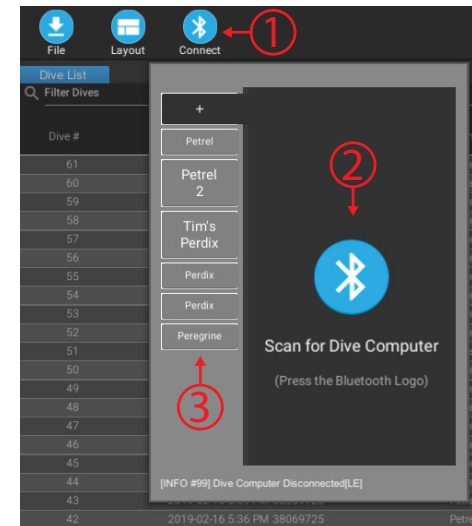 File Layout Connect
1
Dive List
Filter Dives
Dive #
61
60
59
58
57
56
55
54
53
52
51
50
49
48
47
46
45
44
43
42
+
Petrel
Petrel
2
Tim's
Perdix
Perdix
Perdix
Peregrine
3
2
Scan for Dive Computer
(Press the Bluetooth Logo)
[INFO #99] Dive Computer Disconnected[LE]
2019-02-16 5:36 PM 38069725